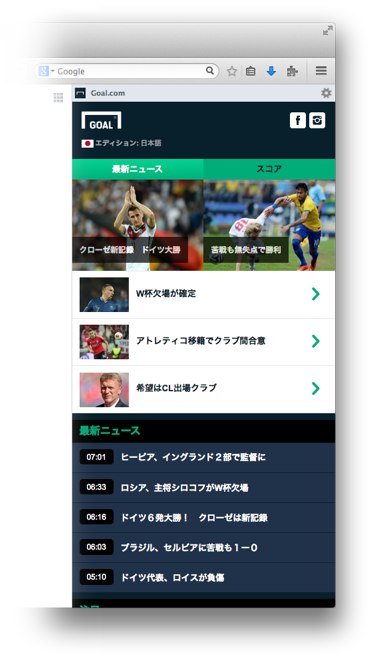 Google
Goal.com
GOAL
エディション: 日本語
最新ニュース
スコア
クローゼ新記録 ドイツ大勝
苦戦も無失点で勝利
W杯欠場が確定
アトレティコ移籍でクラブ間合意
希望はCL出場クラブ
最新ニュース
07:01 ヒーピア、イングランド２部で監督に
06:33 ロシア、主将シロコフがW杯欠場
06:16 ドイツ６発大勝！ クローゼは新記録
06:03 ブラジル、セルビアに苦戦も１－０
05:10 ドイツ代表、ロイスが負傷